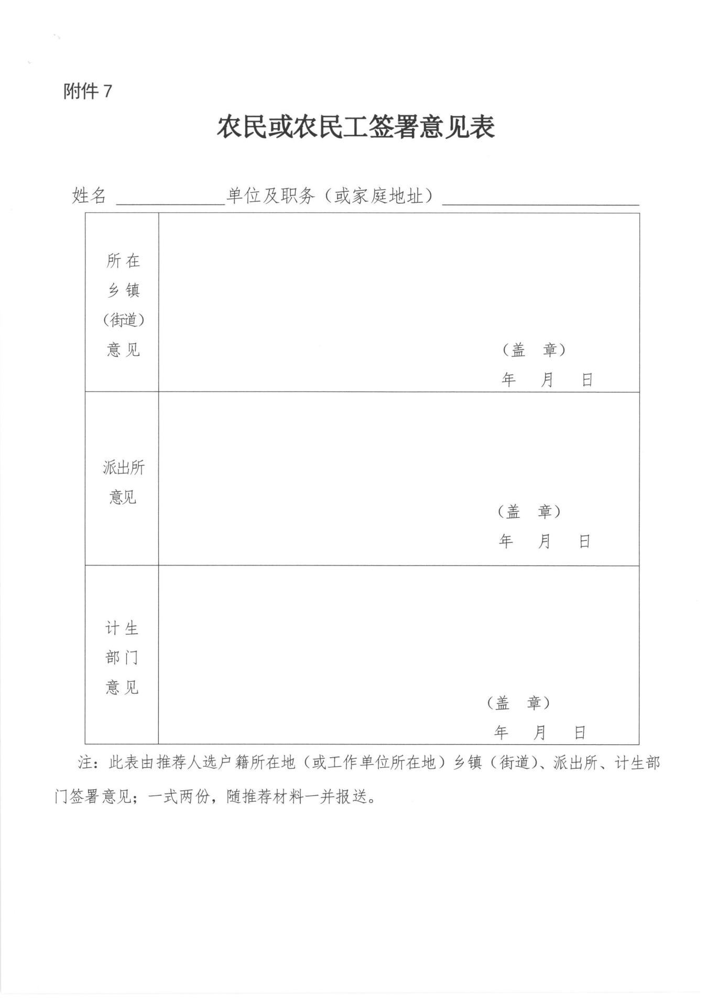 附件 7
农民或农民工签署意见表
姓名 ____________单位及职务（或家庭地址）______________________
所 在
乡 镇
（街道）
意 见
（盖　章）
年　月　日
派出所
意见
（盖　章）
年　月　日
计 生
部 门
意 见
（盖　章）
年　月　日
注：此表由推荐人选户籍所在地（或工作单位所在地）乡镇（街道）、派出所、计生部
门签署意见；一式两份，随推荐材料一并报送。